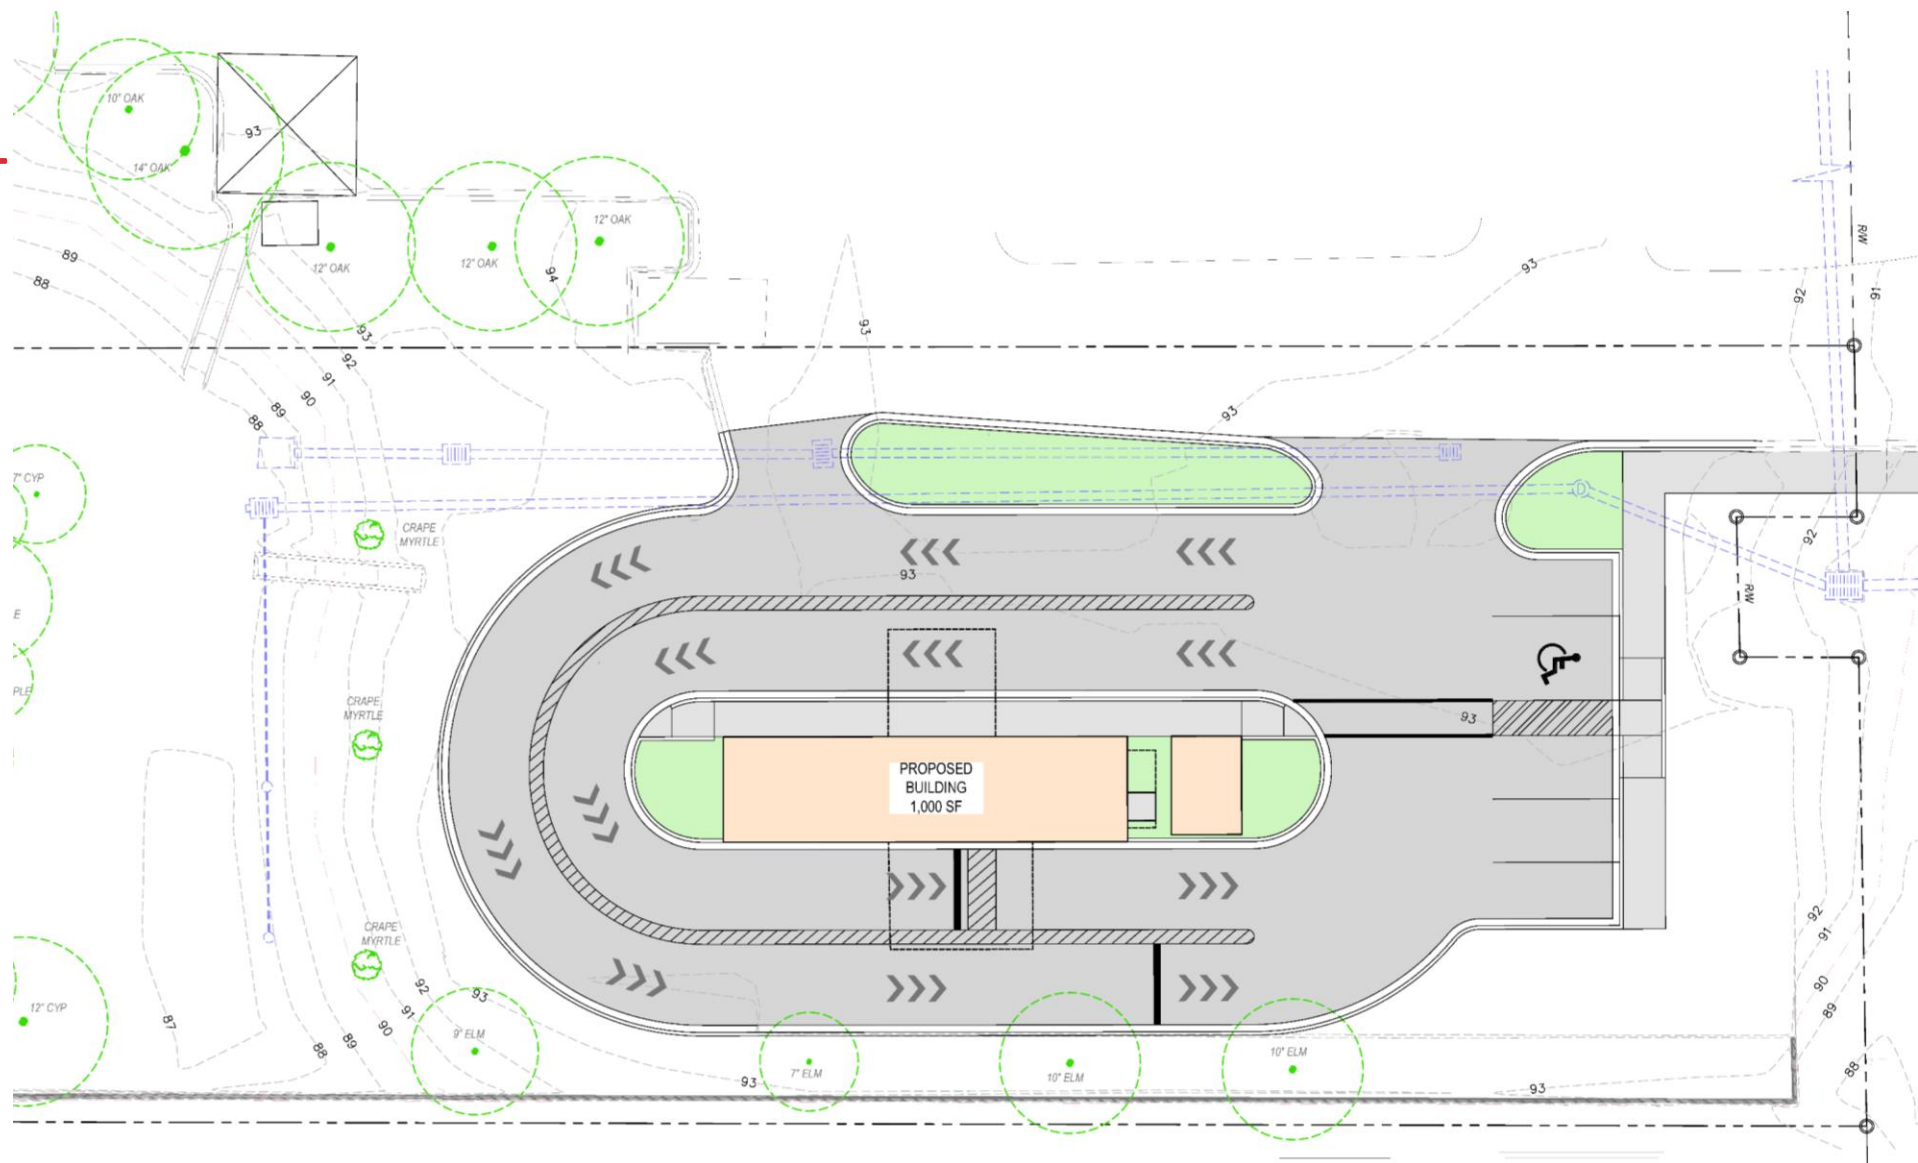 10" OAK
93
14" OAK
12" OAK
12" OAK
12" OAK
94
R/W
89
88
93
92
91
93
92
91
90
89
88
93
93
7" CYP
CRAPE
MYRTLE
92
93
R/W
E
PLE
CRAPE
MYRTLE
93
PROPOSED
BUILDING
1,000 SF
CRAPE
MYRTLE
92
91
90
89
88
12" CYP
87
92
91
90
89
88
93
9" ELM
7" ELM
10" ELM
10" ELM
93
93
88